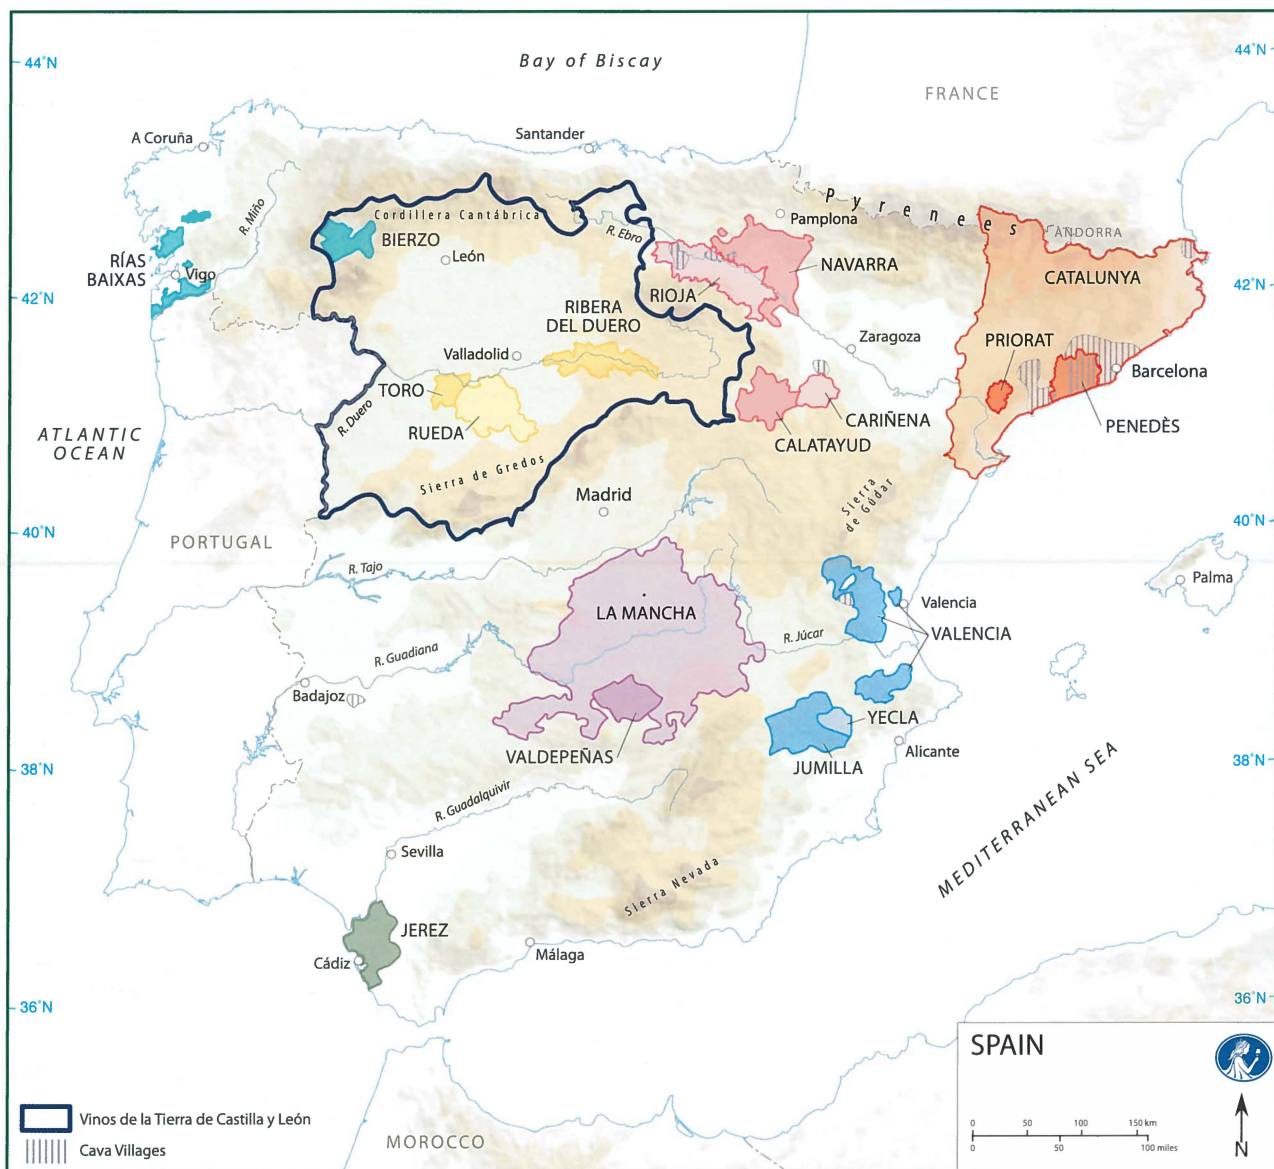 44°N
44°N
Bay of Biscay
FRANCE
A Coruña
Santander
Pyrenees
R. Miño
Cordillera Cantábrica
Pamplona
R. Ebro
ANDORRA
BIERZO
León
NAVARRA
CATALUNYA
RÍAS
BAIXAS
Vigo
RIOJA
42°N
42°N
RIBERA
DEL DUERO
Valladolid
Zaragoza
PRIORAT
Barcelona
TORO
R. Duero
RUEDA
CARIÑENA
CALATAYUD
PENEDÈS
ATLANTIC
OCEAN
Sierra de Gredos
Madrid
Sierra
de Gúdar
40°N
40°N
PORTUGAL
R. Tajo
Palma
LA MANCHA
Valencia
VALENCIA
R. Júcar
R. Guadiana
Badajoz
YECLA
VALDEPEÑAS
Alicante
JUMILLA
38°N
38°N
R. Guadalquivir
MEDITERRANEAN SEA
Sevilla
Sierra Nevada
JEREZ
Cádiz
Málaga
36°N
36°N
SPAIN
Vinos de la Tierra de Castilla y León
Cava Villages
MOROCCO
0 50 100 150 km
0 50 100 miles
N